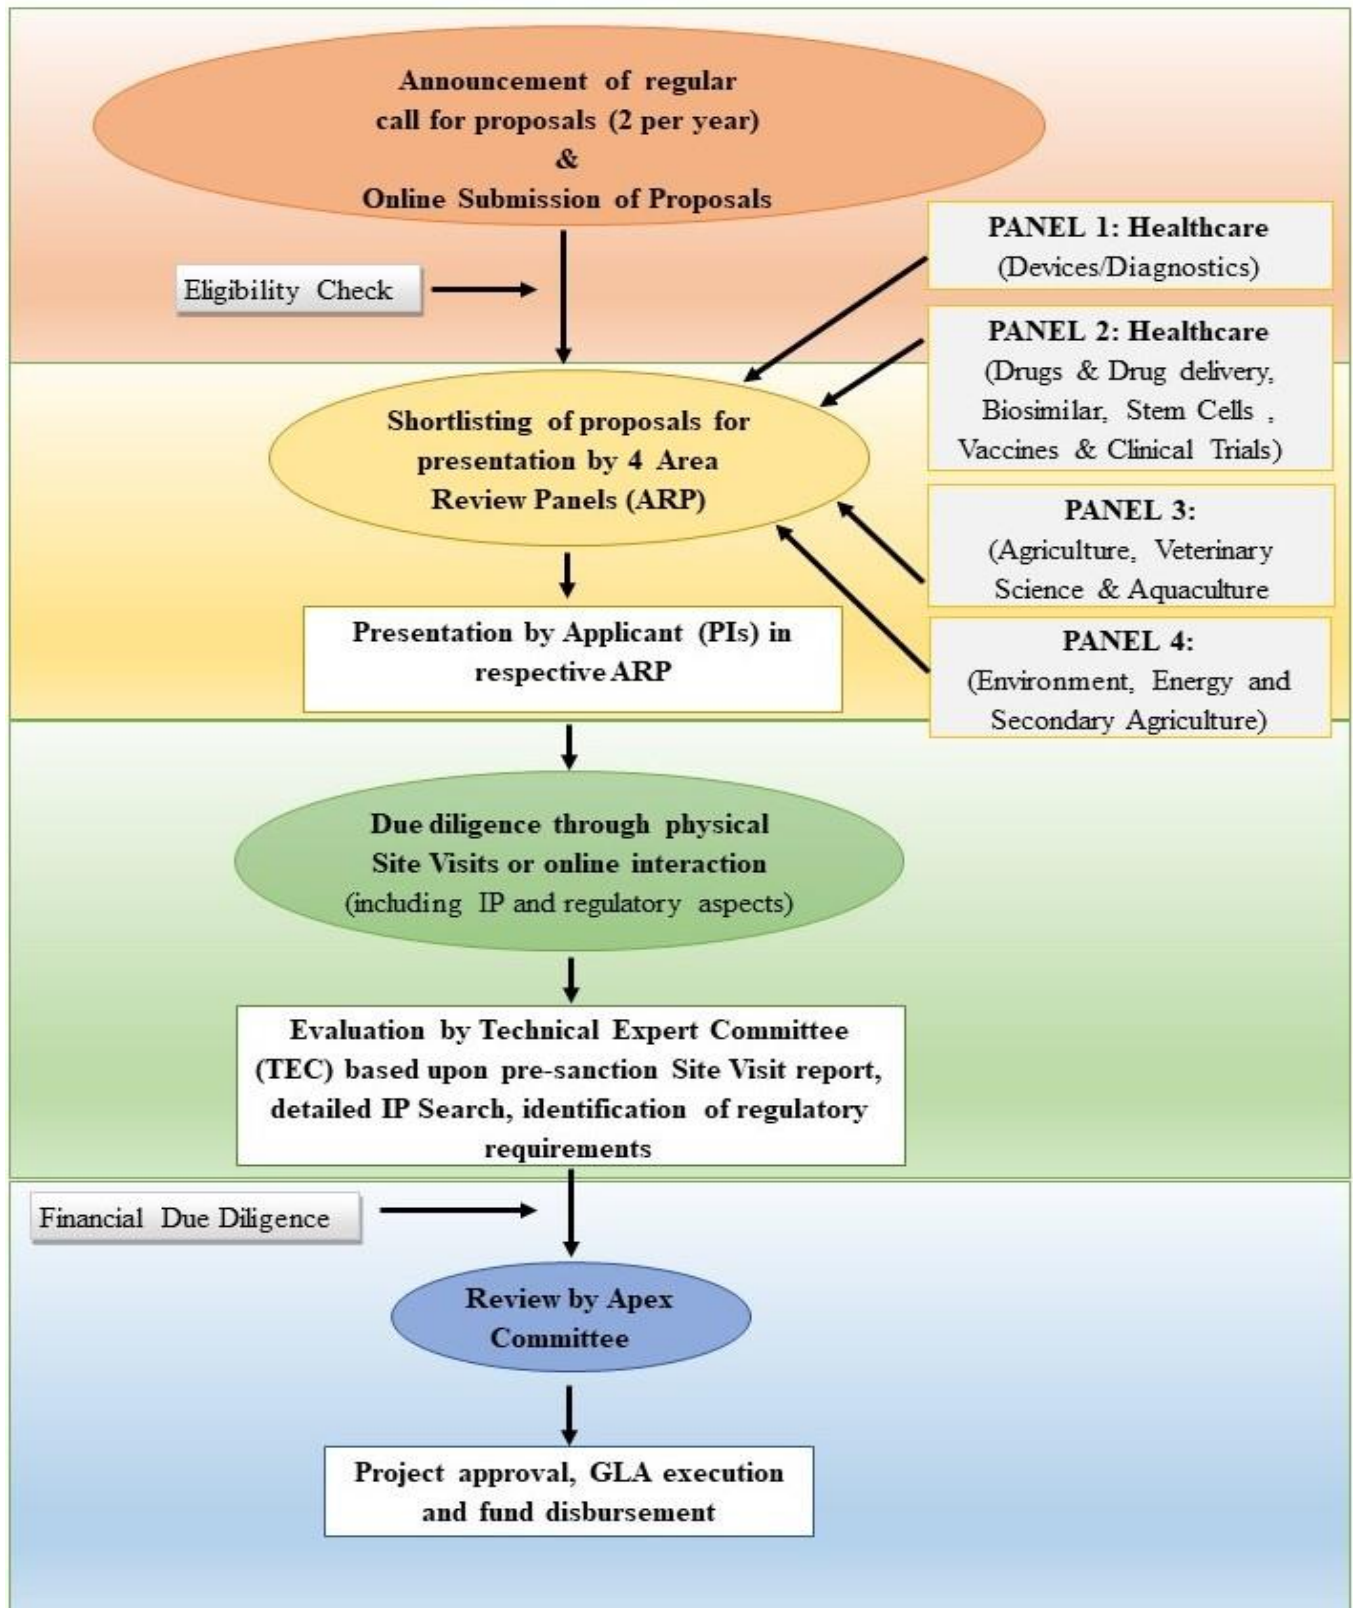 Announcement of regular
call for proposals (2 per year)
&
Online Submission of Proposals
Eligibility Check
PANEL 1: Healthcare
(Devices/Diagnostics)
PANEL 2: Healthcare
(Drugs & Drug delivery,
Biosimilar, Stem Cells ,
Vaccines & Clinical Trials)
Shortlisting of proposals for
presentation by 4 Area
Review Panels (ARP)
PANEL 3:
(Agriculture, Veterinary
Science & Aquaculture
PANEL 4:
(Environment, Energy and
Secondary Agriculture)
Presentation by Applicant (PIs) in
respective ARP
Due diligence through physical
Site Visits or online interaction
(including IP and regulatory aspects)
Evaluation by Technical Expert Committee
(TEC) based upon pre-sanction Site Visit report,
detailed IP Search, identification of regulatory
requirements
Financial Due Diligence
Review by Apex
Committee
Project approval, GLA execution
and fund disbursement